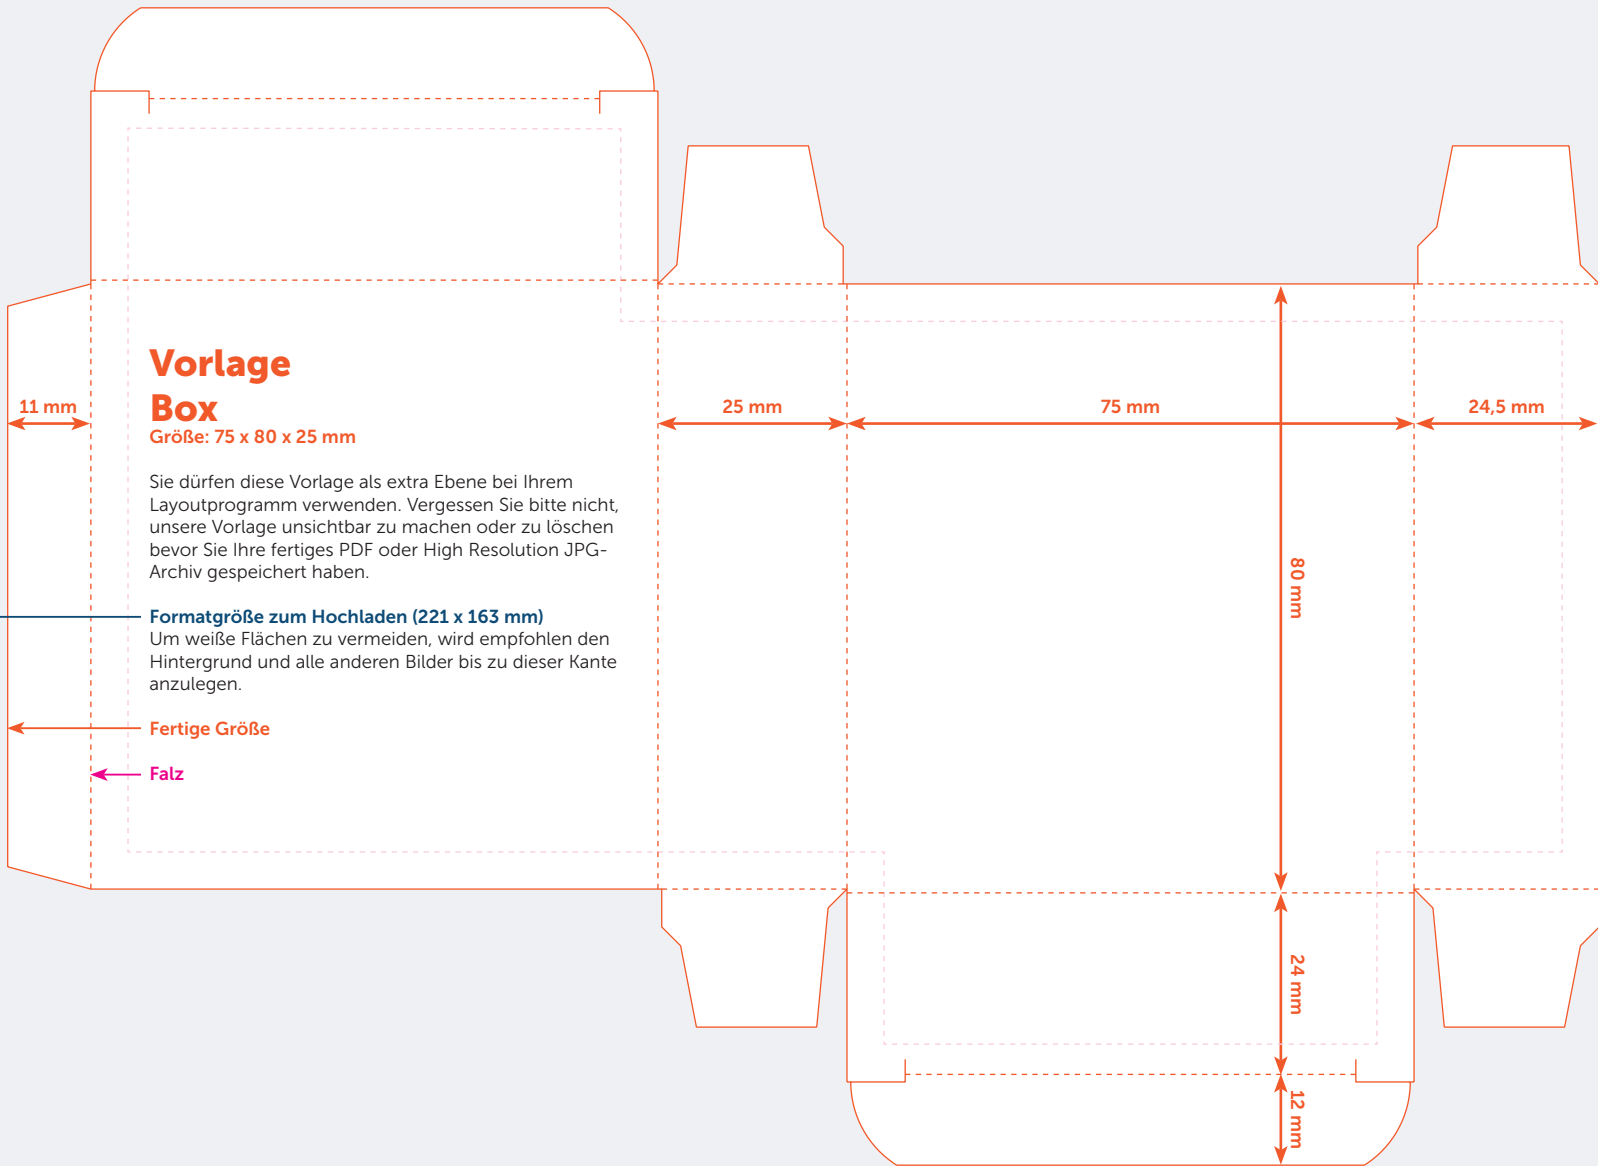 Vorlage
Box
Größe: 75 x 80 x 25 mm
11 mm
25 mm
75 mm
24,5 mm
Sie dürfen diese Vorlage als extra Ebene bei Ihrem
Layoutprogramm verwenden. Vergessen Sie bitte nicht,
unsere Vorlage unsichtbar zu machen oder zu löschen
bevor Sie Ihre fertiges PDF oder High Resolution JPG-
Archiv gespeichert haben.
80 mm
Formatgröße zum Hochladen (221 x 163 mm)
Um weiße Flächen zu vermeiden, wird empfohlen den
Hintergrund und alle anderen Bilder bis zu dieser Kante
anzulegen.
Fertige Größe
Falz
24 mm
12 mm